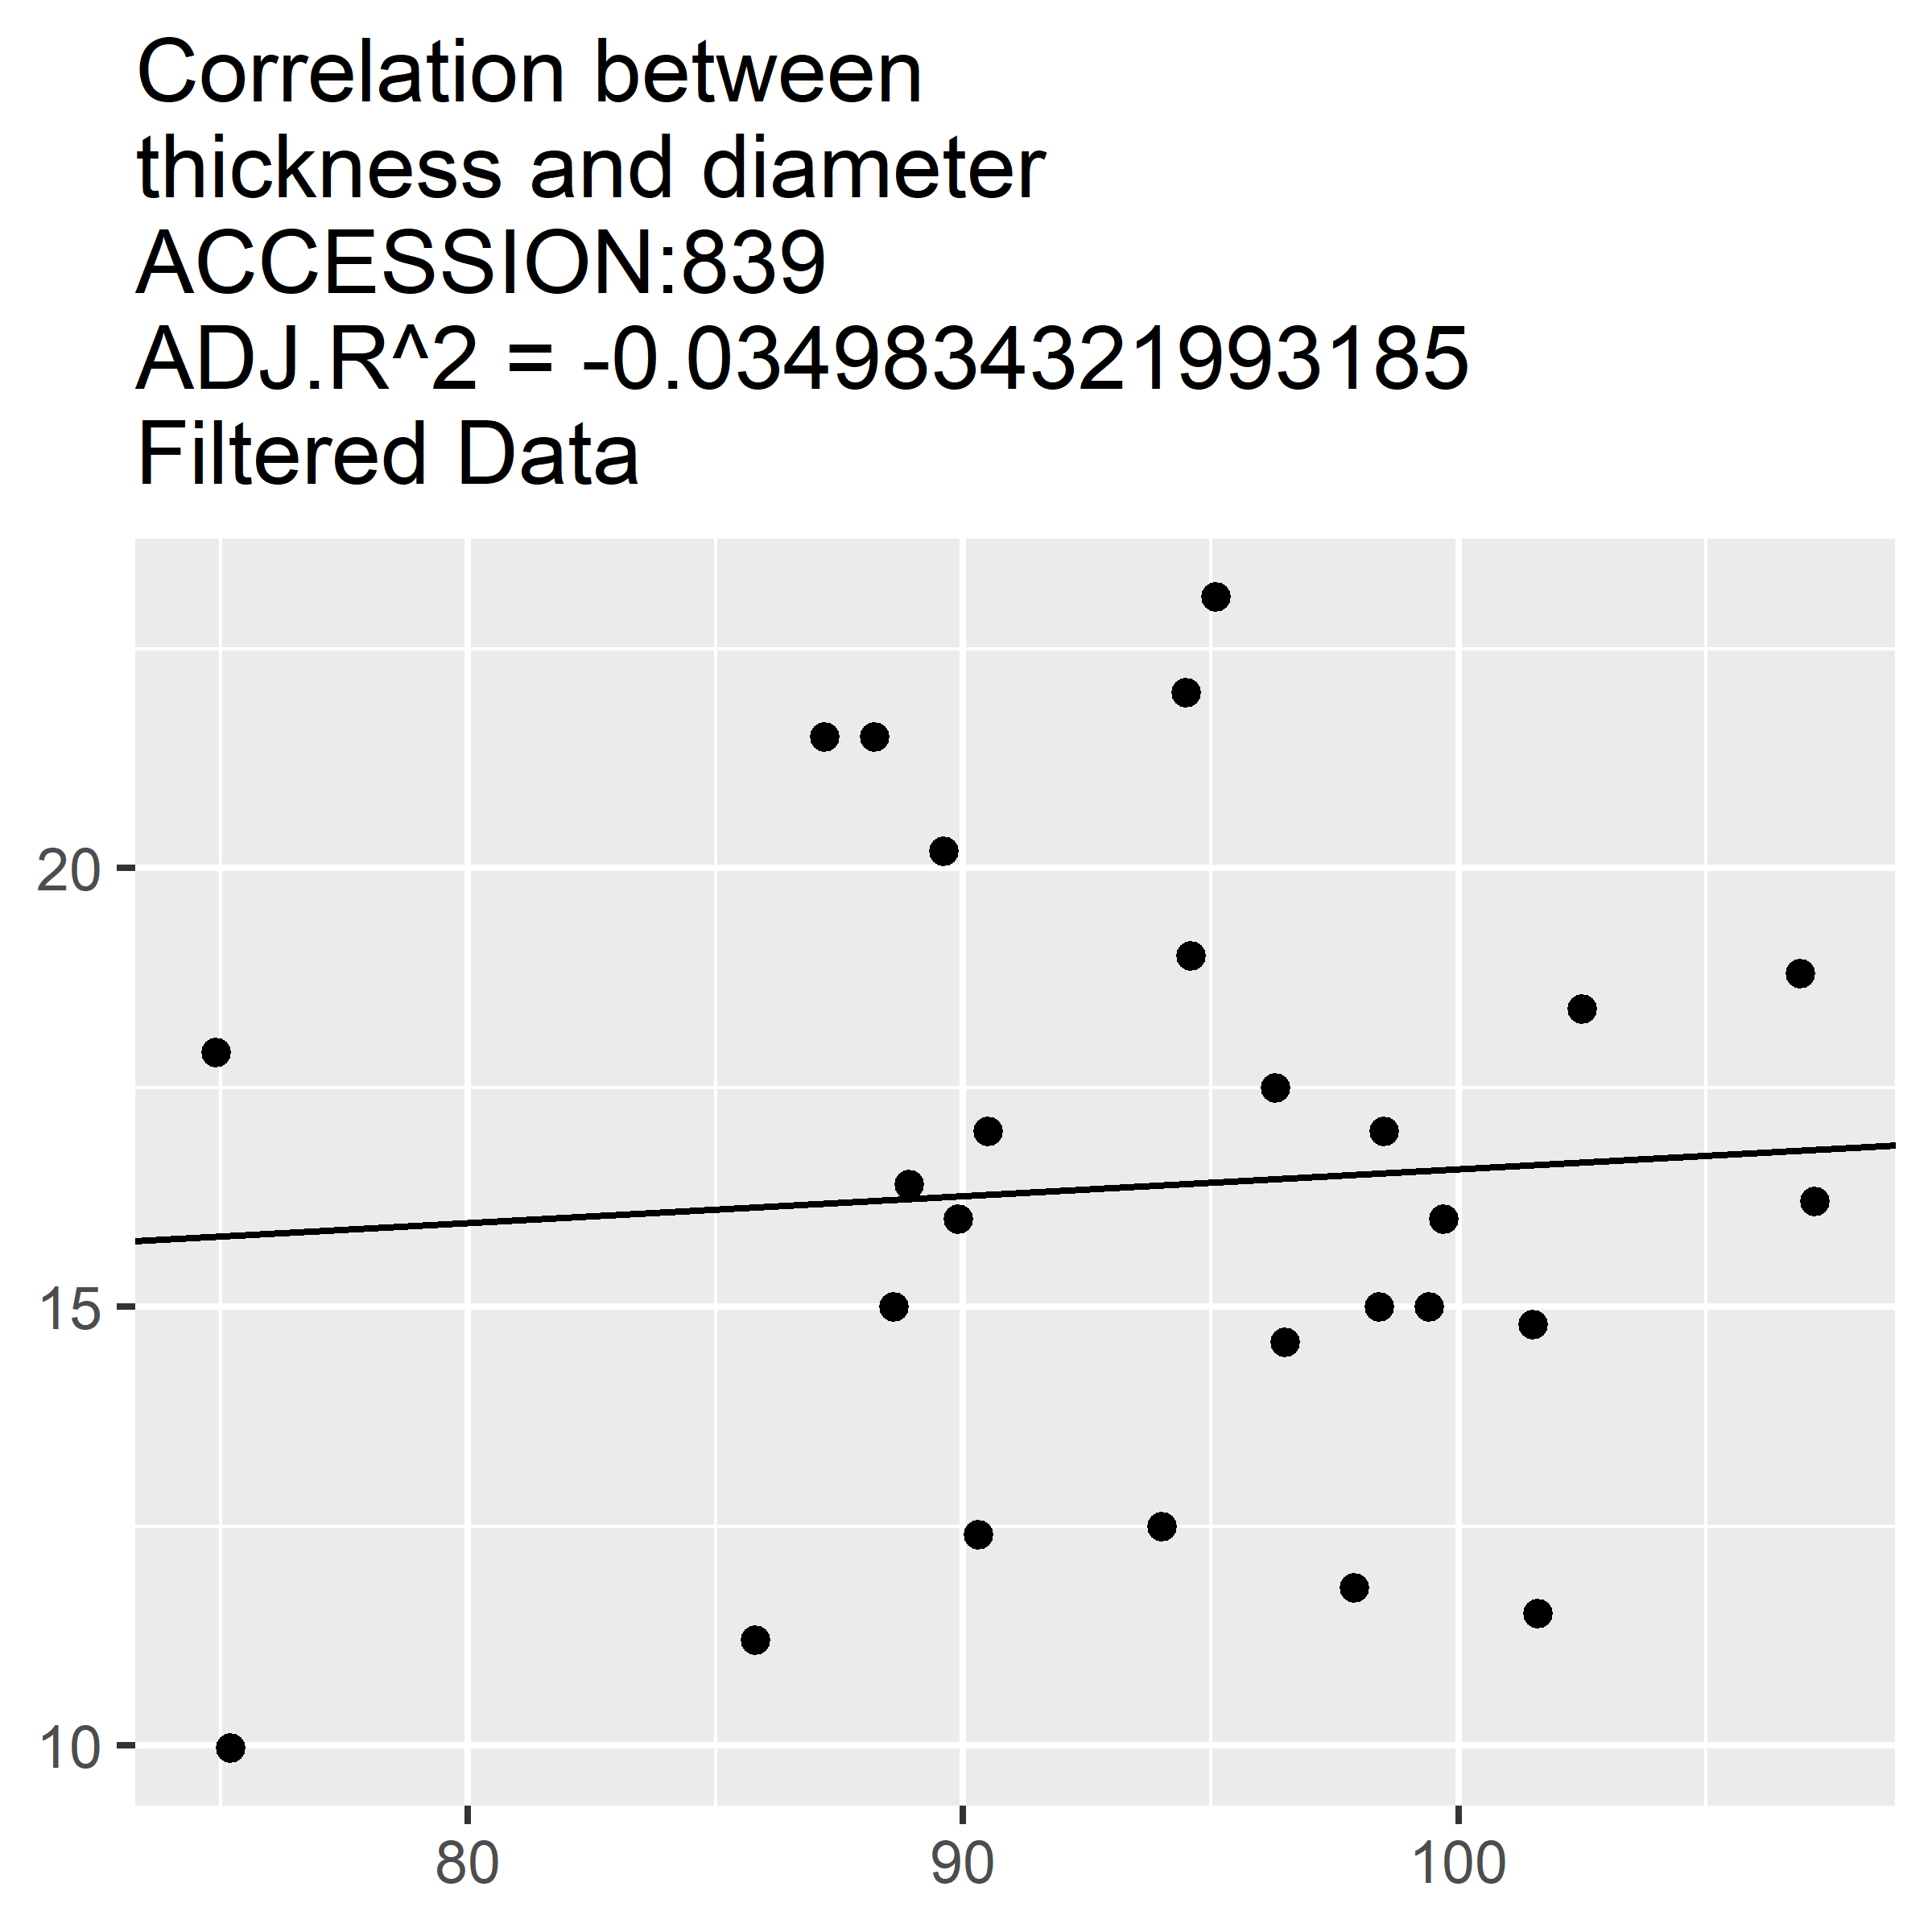 Correlation between
thickness and diameter
ACCESSION:839
ADJ.R^2 = -0.0349834321993185
Filtered Data
20
15
10
80 90 100